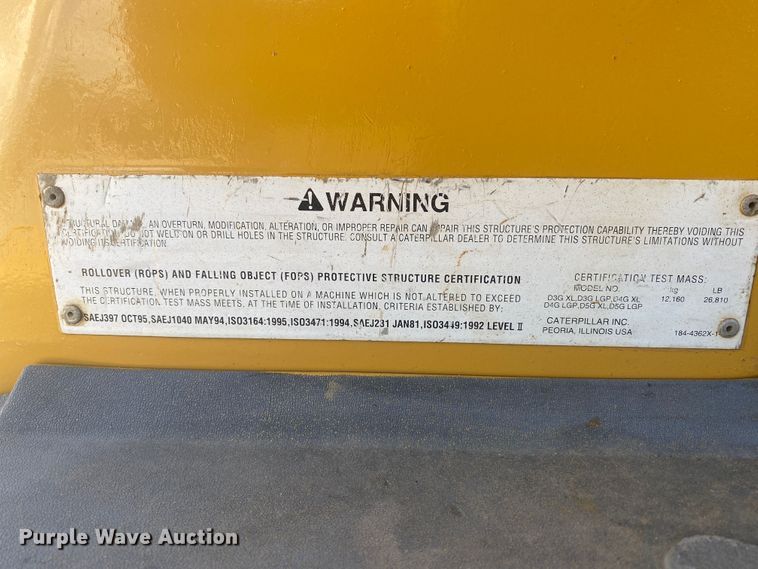 WARNING
STRUCTURAL DAMAGE, AN OVERTURN, MODIFICATION, ALTERATION, OR IMPROPER REPAIR CAN IMPAIR THIS STRUCTURE'S PROTECTION CAPABILITY THEREBY VOIDING THIS
CERTIFICATION. DO NOT WELD ON OR DRILL HOLES IN THE STRUCTURE. CONSULT A CATERPILLAR DEALER TO DETERMINE THIS STRUCTURE'S LIMITATIONS WITHOUT
VOIDING ITS CERTIFICATION.
ROLLOVER (ROPS) AND FALLING OBJECT (FOPS) PROTECTIVE STRUCTURE CERTIFICATION
THIS STRUCTURE, WHEN PROPERLY INSTALLED ON A MACHINE WHICH IS NOT ALTERED TO EXCEED
THE CERTIFICATION TEST MASS, MEETS, AT THE TIME OF INSTALLATION, CRITERIA ESTABLISHED BY:
SAEJ397 OCT95, SAEJ1040 MAY94, ISO3164:1995, ISO3471:1994, SAEJ231 JAN81, ISO3449:1992 LEVEL II
CERTIFICATION TEST MASS:
MODEL NO. kg LB
D3G XL, D3G LGP, D4G XL 12,160 26,810
D4G LGP, D5G XL, D5G LGP
CATERPILLAR INC.
PEORIA, ILLINOIS USA 184-4362X-1
Purple Wave Auction